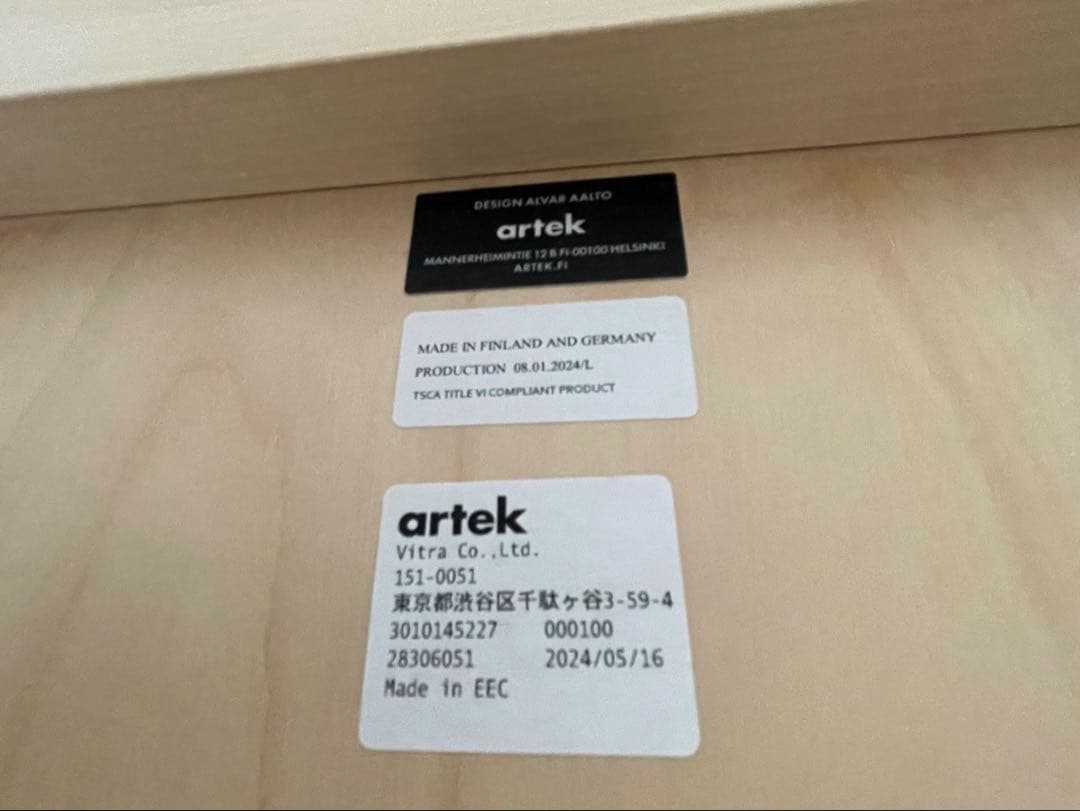 DESIGN ALVAR AALTO
artek
MANNERHEIMINTIE 12 B FI-00100 HELSINKI
ARTEK.FI
MADE IN FINLAND AND GERMANY
PRODUCTION 08.01.2024/L
TSCA TITLE VI COMPLIANT PRODUCT
artek
Vitra Co.,Ltd.
151-0051
東京都渋谷区千駄ヶ谷3-59-4
3010145227 000100
28306051 2024/05/16
Made in EEC